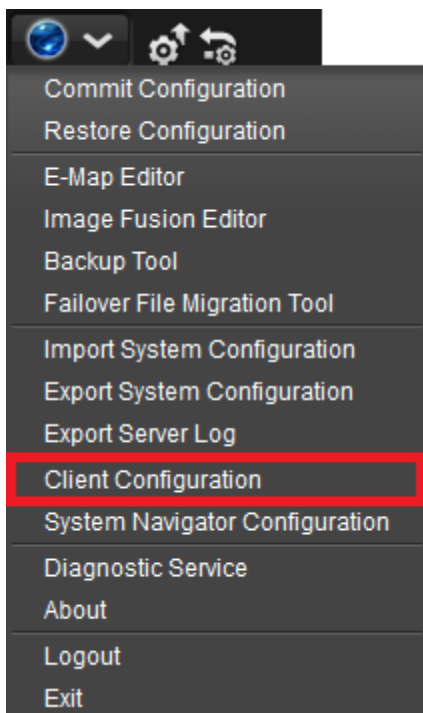 Commit Configuration
Restore Configuration
E-Map Editor
Image Fusion Editor
Backup Tool
Failover File Migration Tool
Import System Configuration
Export System Configuration
Export Server Log
Client Configuration
System Navigator Configuration
Diagnostic Service
About
Logout
Exit